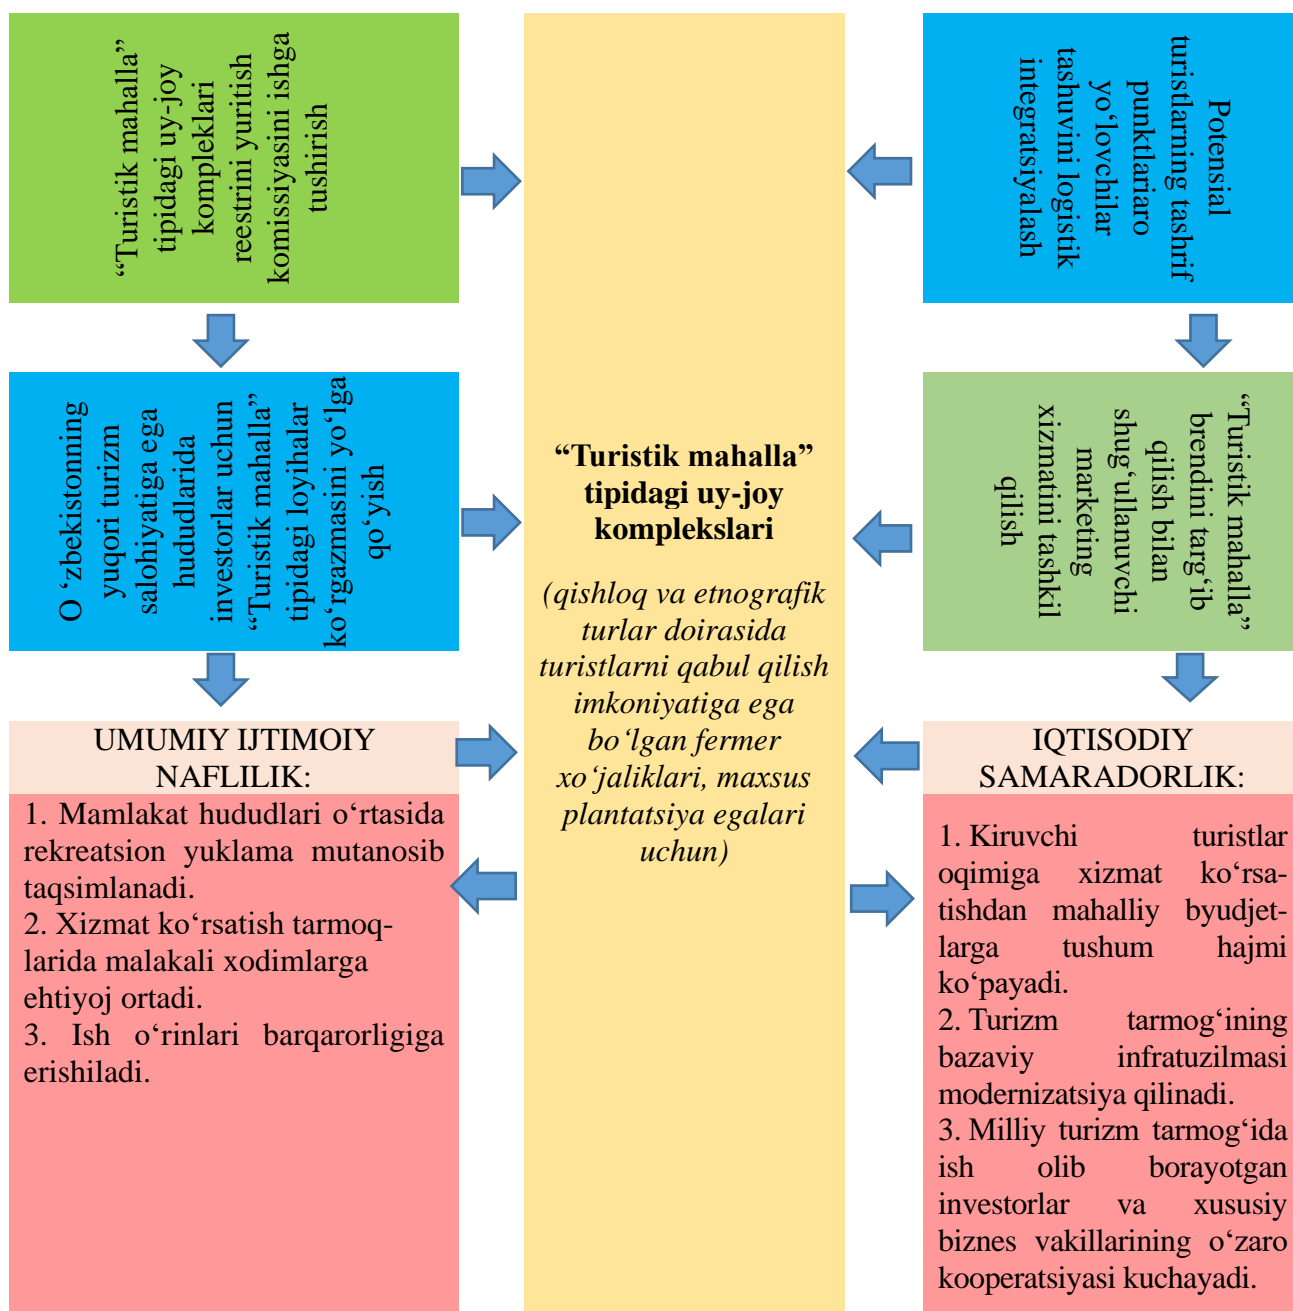 “Turistik mahalla”
tipidagi uy-joy
kompleklari
reestrini yuritish
komissiyasini ishga
tushirish
O ‘zbekistonning
yuqori turizm
salohiyatiga ega
hududlarida
investorlar uchun
“Turistik mahalla”
tipidagi loyihalar
ko‘rgazmasini yo‘lga
qo‘yish
UMUMIY IJTIMOIY
NAFLILIK:
1. Mamlakat hududlari o‘rtasida
rekreatsion yuklama mutanosib
taqsimlanadi.
2. Xizmat ko‘rsatish tarmoq-
larida malakali xodimlarga
ehtiyoj ortadi.
3. Ish o‘rinlari barqarorligiga
erishiladi.
“Turistik mahalla”
tipidagi uy-joy
komplekslari
(qishloq va etnografik
turlar doirasida
turistlarni qabul qilish
imkoniyatiga ega
bo‘lgan fermer
xo‘jaliklari, maxsus
plantatsiya egalari
uchun)
Potensial
turistlarning tashrif
punktlariaro
yo‘lovchilar
tashuvini logistik
integratsiyalash
“Turistik mahalla”
brendini targ‘ib
qilish bilan
shug‘ullanuvchi
marketing
xizmatini tashkil
qilish
IQTISODIY
SAMARADORLIK:
1. Kiruvchi turistlar
oqimiga xizmat ko‘rsa-
tishdan mahalliy byudjet-
larga tushum hajmi
ko‘payadi.
2. Turizm tarmog‘ining
bazaviy infratuzilmasi
modernizatsiya qilinadi.
3. Milliy turizm tarmog‘ida
ish olib borayotgan
investorlar va xususiy
biznes vakillarining o‘zaro
kooperatsiyasi kuchayadi.